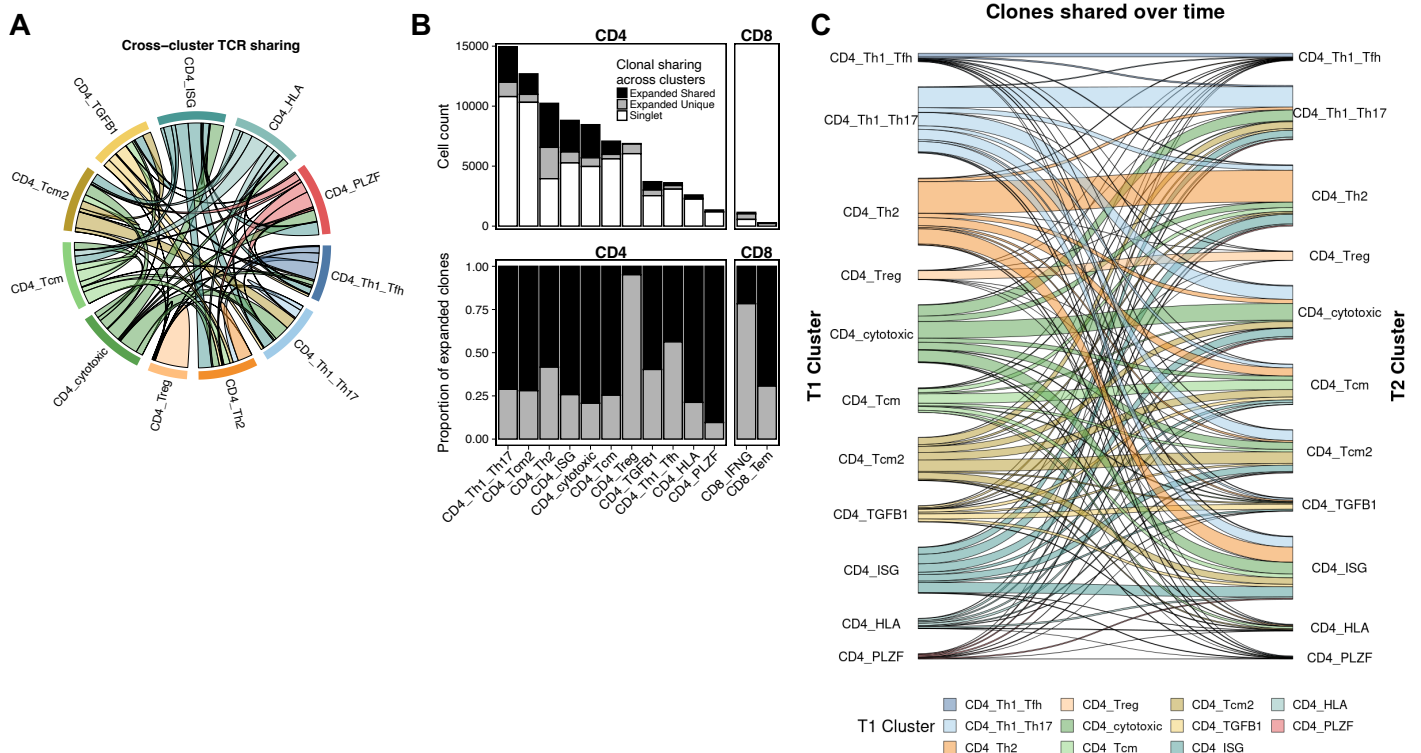 A
Cross−cluster TCR sharing
CD4_ISG
CD4_HLA
CD4_PLZF
CD4_Th1_Tfh
CD4_Th1_Th17
CD4_Th2
CD4_Treg
CD4_cytotoxic
CD4_Tcm
CD4_Tcm2
CD4_TGFB1
B
CD4
CD8
Cell count
15000
10000
5000
0
Clonal sharing
across clusters
Expanded Shared
Expanded Unique
Singlet
CD4
CD8
Proportion of expanded clones
1.00
0.75
0.50
0.25
0.00
CD4_Th1_Th17
CD4_Tcm2
CD4_Th2
CD4_ISG
CD4_cytotoxic
CD4_Tcm
CD4_Treg
CD4_TGFB1
CD4_Th1_Tfh
CD4_HLA
CD4_PLZF
CD8_IFNG
CD8_Tem
C
Clones shared over time
T1 Cluster
CD4_Th1_Tfh
CD4_Th1_Th17
CD4_Th2
CD4_Treg
CD4_cytotoxic
CD4_Tcm
CD4_Tcm2
CD4_TGFB1
CD4_ISG
CD4_HLA
CD4_PLZF
CD4_Th1_Tfh
CD4_Th1_Th17
CD4_Th2
CD4_Treg
CD4_cytotoxic
CD4_Tcm
CD4_Tcm2
CD4_TGFB1
CD4_ISG
CD4_HLA
CD4_PLZF
T2 Cluster
T1 Cluster
CD4_Th1_Tfh
CD4_Th1_Th17
CD4_Th2
CD4_Treg
CD4_cytotoxic
CD4_Tcm
CD4_Tcm2
CD4_TGFB1
CD4_ISG
CD4_HLA
CD4_PLZF